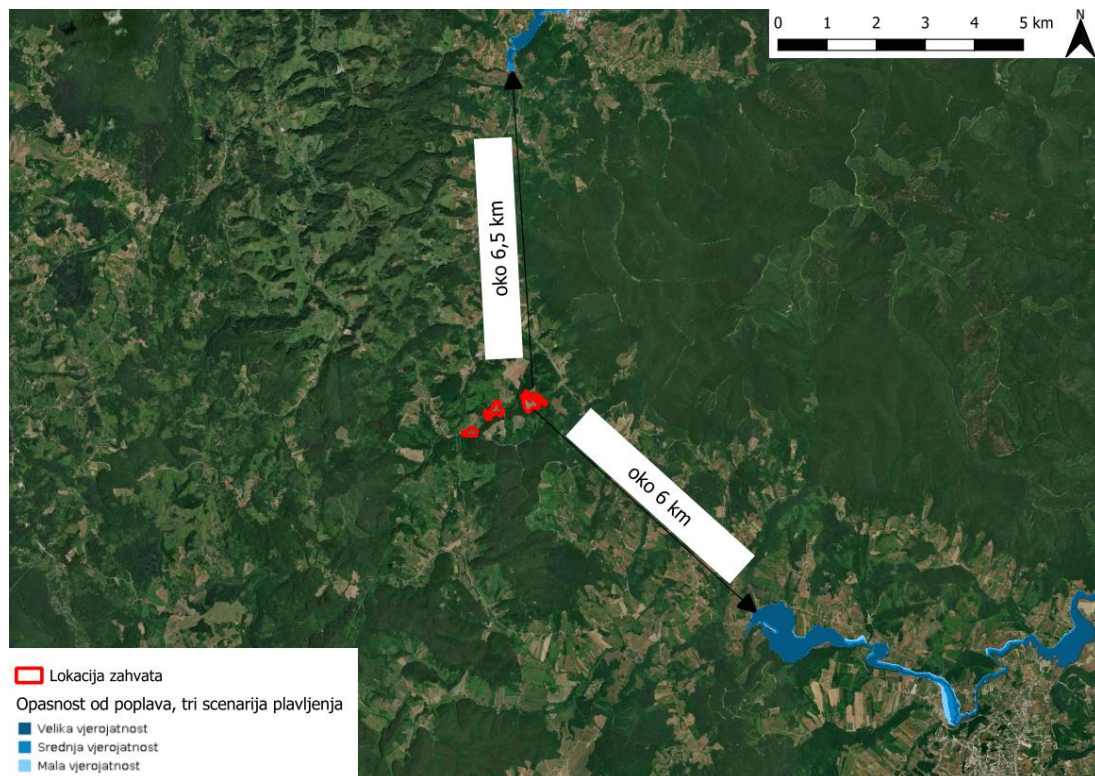 0 1 2 3 4 5 km
N
oko 6,5 km
oko 6 km
Lokacija zahvata
Opasnost od poplava, tri scenarija plavljenja
Velika vjerojatnost
Srednja vjerojatnost
Mala vjerojatnost